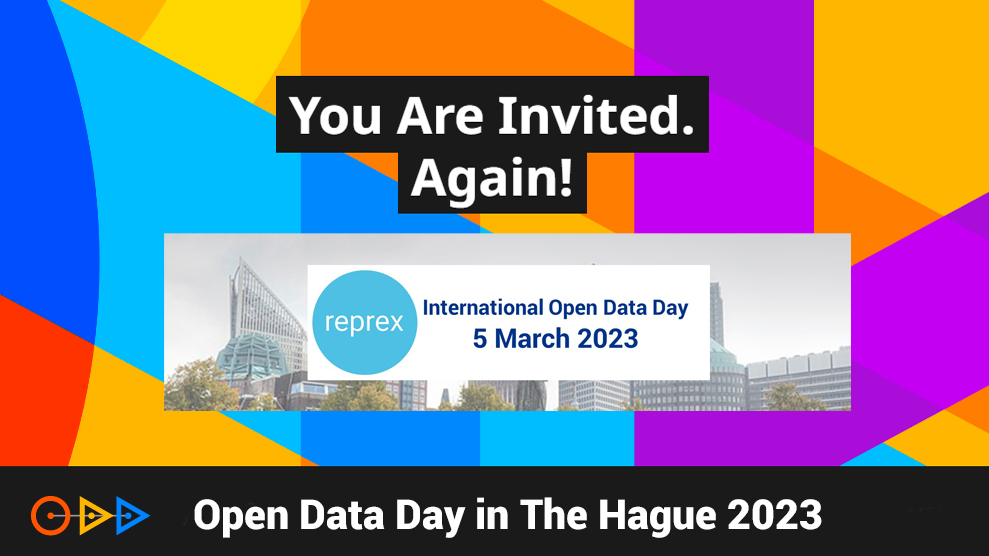 You Are Invited.
Again!
reprex
International Open Data Day
5 March 2023
Open Data Day in The Hague 2023